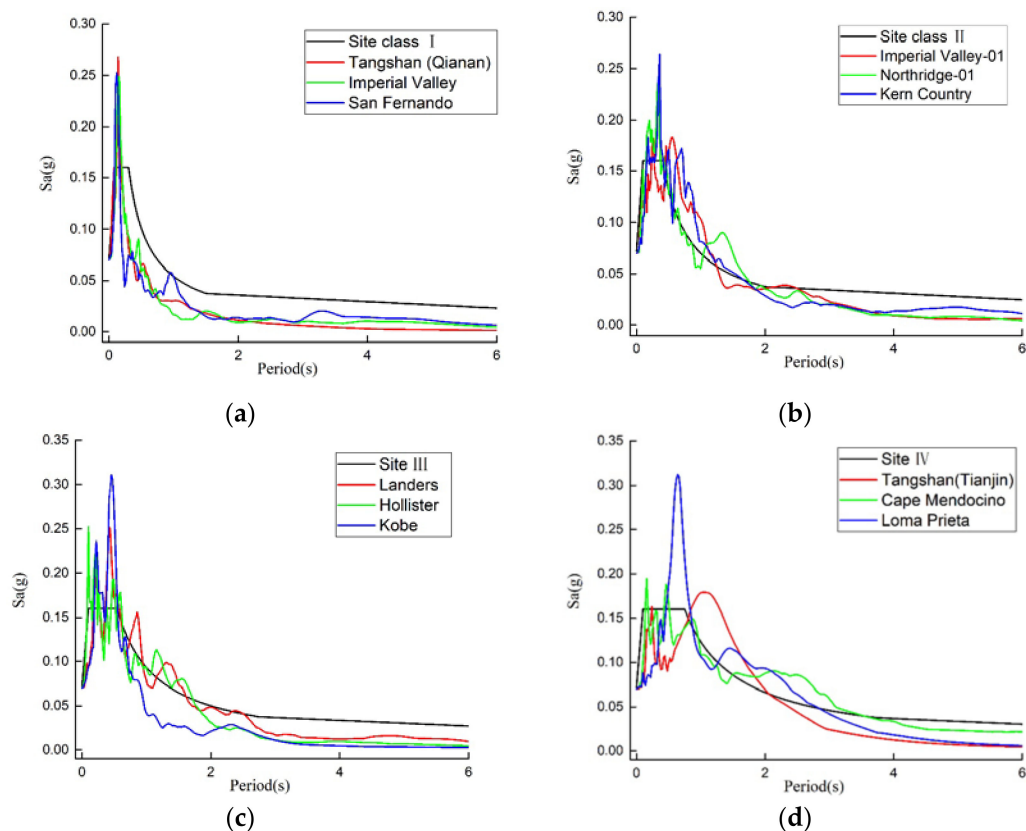 0.30
0.25
0.20
0.15
0.10
0.05
0.00
Sa(g)
0 2 4 6
Period(s)
Site class Ⅰ
Tangshan (Qianan)
Imperial Valley
San Fernando
(a)
0.30
0.25
0.20
0.15
0.10
0.05
0.00
Sa(g)
0 2 4 6
Period(s)
Site class Ⅱ
Imperial Valley-01
Northridge-01
Kern Country
(b)
0.35
0.30
0.25
0.20
0.15
0.10
0.05
0.00
Sa(g)
0 2 4 6
Period(s)
Site Ⅲ
Landers
Hollister
Kobe
(c)
0.35
0.30
0.25
0.20
0.15
0.10
0.05
0.00
Sa(g)
0 2 4 6
Period(s)
Site Ⅳ
Tangshan(Tianjin)
Cape Mendocino
Loma Prieta
(d)